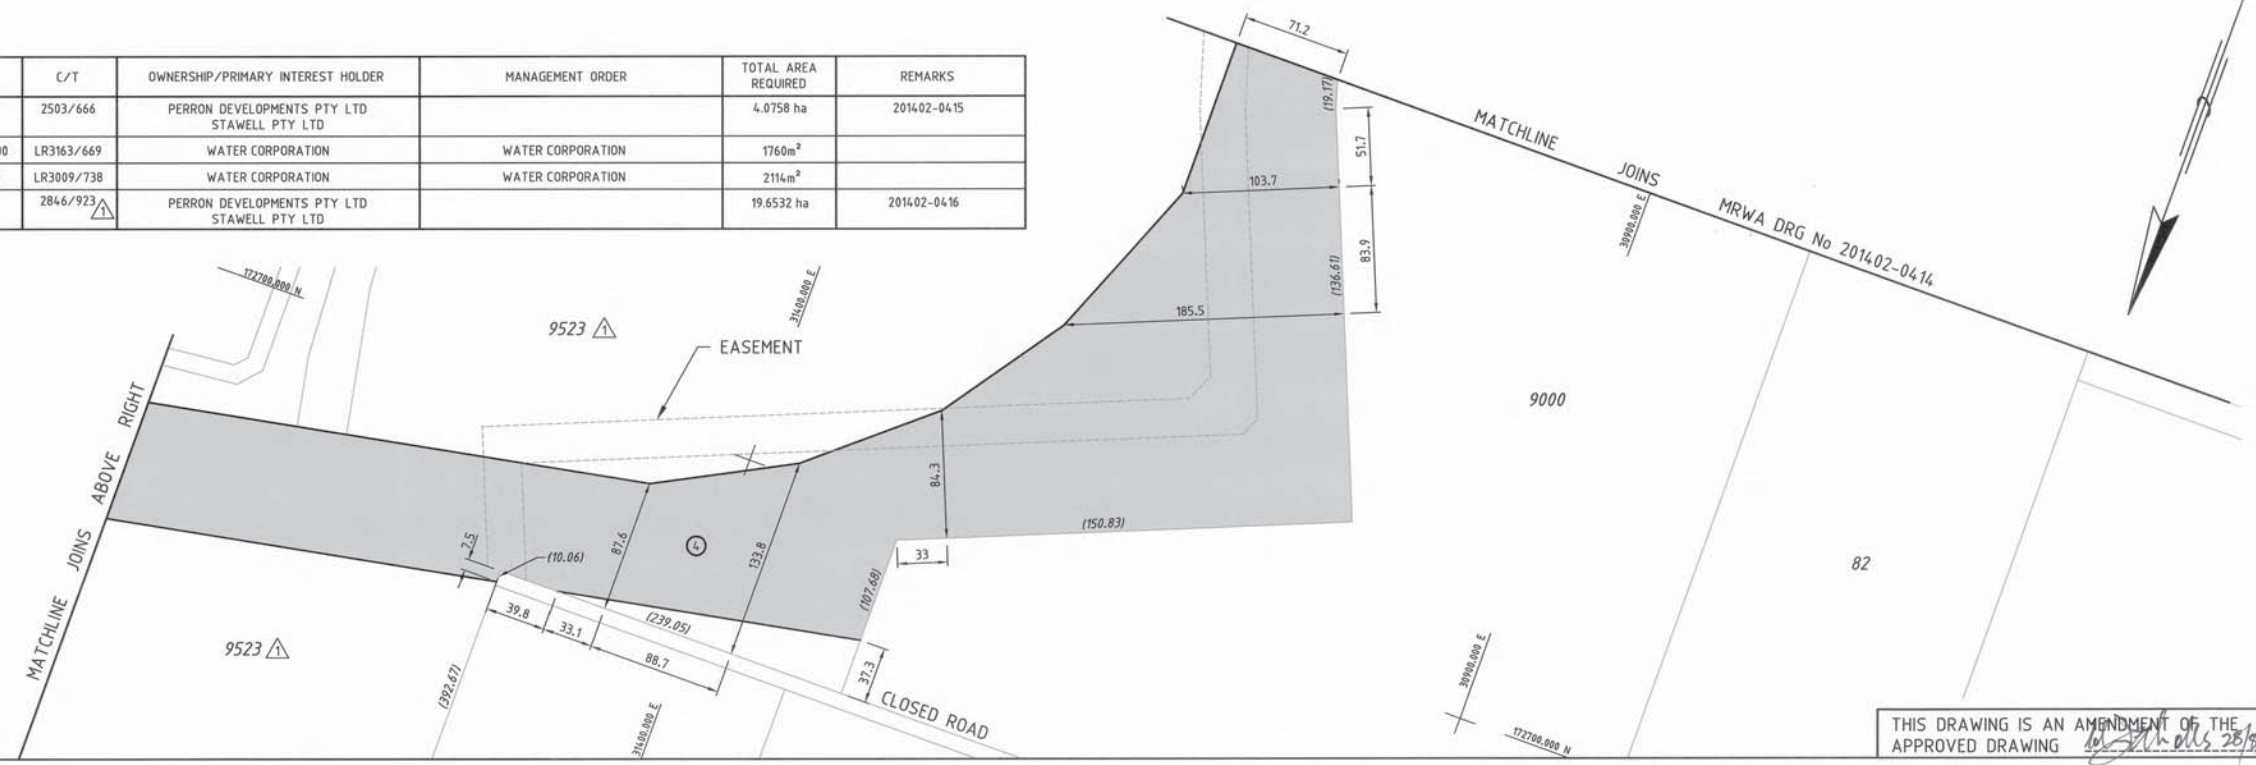 C/T OWNERSHIP/PRIMARY INTEREST HOLDER MANAGEMENT ORDER TOTAL AREA REQUIRED REMARKS
2503/666 PERRON DEVELOPMENTS PTY LTD 4.0758 ha 201402-0415
STAWELL PTY LTD
LR3163/669 WATER CORPORATION WATER CORPORATION 1760m²
LR3009/738 WATER CORPORATION WATER CORPORATION 2114m²
2846/923 1 PERRON DEVELOPMENTS PTY LTD 19.6532 ha 201402-0416
STAWELL PTY LTD
71.2
(19.17)
51.7
103.7
83.9
(136.61)
185.5
MATCHLINE JOINS MRWA DRG No 201402-0414
30900.000 E
172700.000 N
31400.000 E
9523 1
EASEMENT
9000
82
MATCHLINE JOINS ABOVE RIGHT
84.3
(150.83)
33
7.5
(10.06)
87.6
4
133.8
(107.68)
39.8
33.1
(239.05)
88.7
37.3
9523 1
(392.67)
31400.000 E
CLOSED ROAD
30900.000 E
172700.000 N
THIS DRAWING IS AN AMENDMENT OF THE
APPROVED DRAWING